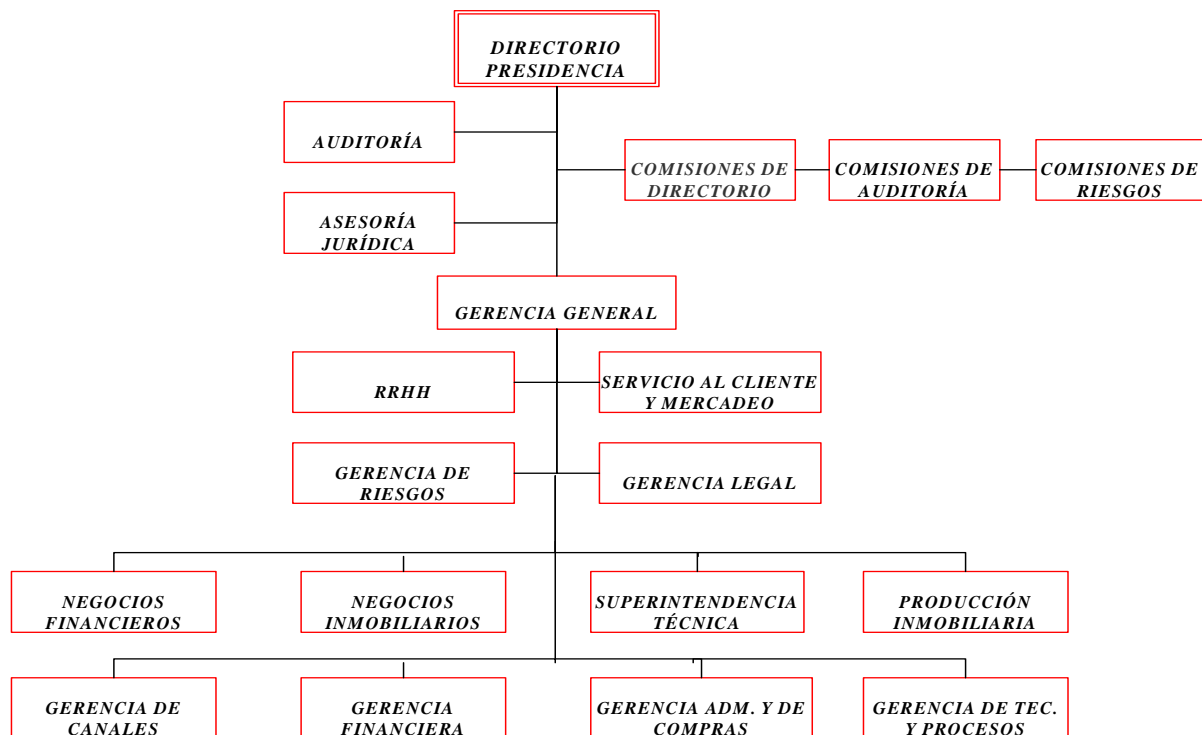 DIRECTORIO
PRESIDENCIA
AUDITORÍA
COMISIONES DE
DIRECTORIO
COMISIONES DE
AUDITORÍA
COMISIONES DE
RIESGOS
ASESORÍA
JURÍDICA
GERENCIA GENERAL
RRHH
SERVICIO AL CLIENTE
Y MERCADEO
GERENCIA DE
RIESGOS
GERENCIA LEGAL
NEGOCIOS
FINANCIEROS
NEGOCIOS
INMOBILIARIOS
SUPERINTENDENCIA
TÉCNICA
PRODUCCIÓN
INMOBILIARIA
GERENCIA DE
CANALES
GERENCIA
FINANCIERA
GERENCIA ADM. Y DE
COMPRAS
GERENCIA DE TEC.
Y PROCESOS